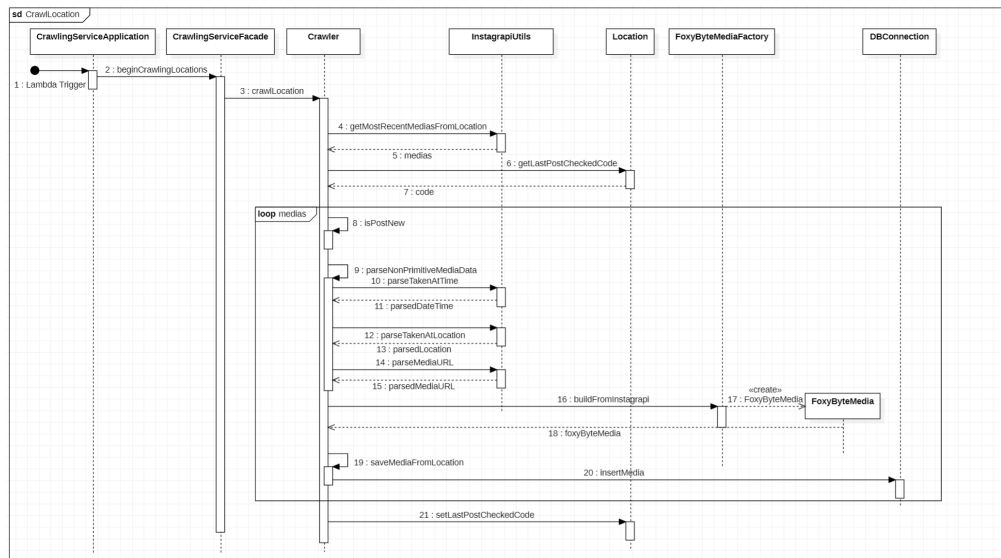 sd CrawlLocation
CrawlingServiceApplication
CrawlingServiceFacade
Crawler
InstagrapiUtils
Location
FoxyByteMediaFactory
DBConnection
1 : Lambda Trigger
2 : beginCrawlingLocations
3 : crawlLocation
4 : getMostRecentMediasFromLocation
5 : medias
6 : getLastPostCheckedCode
7 : code
loop medias
8 : isPostNew
9 : parseNonPrimitiveMediaData
10 : parseTakenAtTime
11 : parsedDateTime
12 : parseTakenAtLocation
13 : parsedLocation
14 : parseMediaURL
15 : parsedMediaURL
16 : buildFromInstagrapi
«create»
17 : FoxyByteMedia
FoxyByteMedia
18 : foxyByteMedia
19 : saveMediaFromLocation
20 : insertMedia
21 : setLastPostCheckedCode